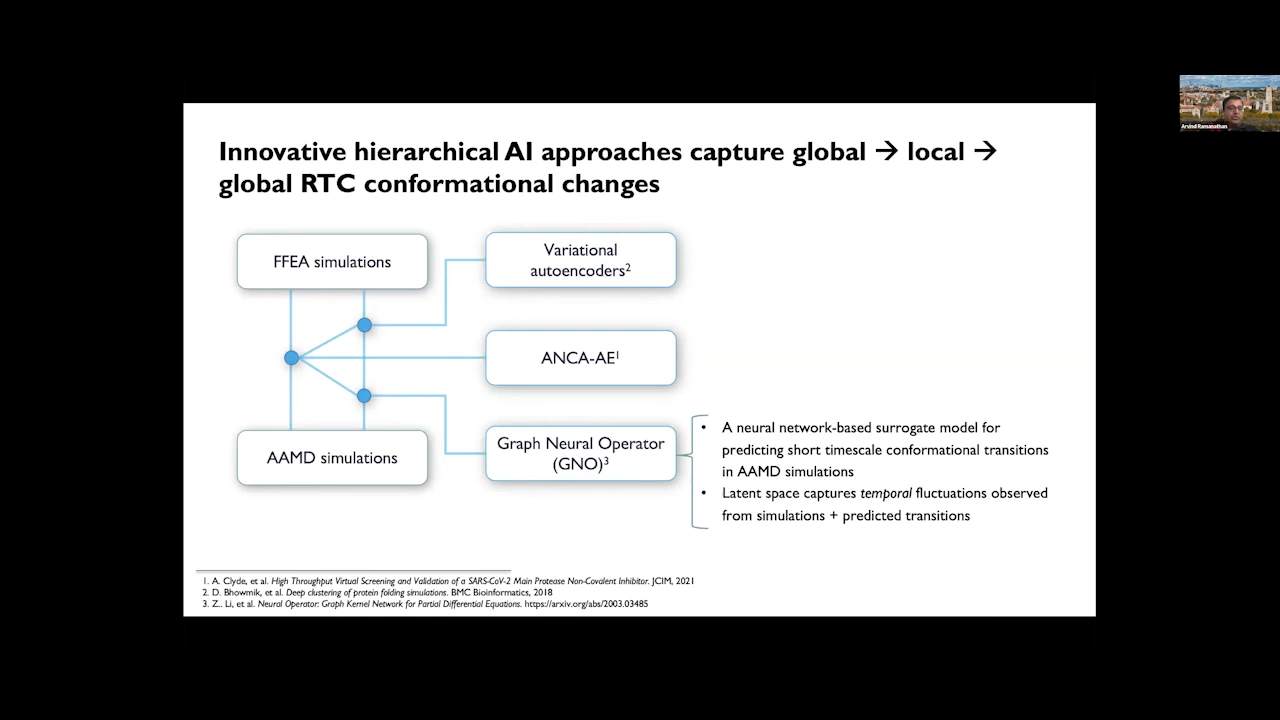 Innovative hierarchical AI approaches capture global → local →
global RTC conformational changes
FFEA simulations
Variational
autoencoders2
ANCA-AE1
AAMD simulations
Graph Neural Operator
(GNO)3
• A neural network-based surrogate model for
predicting short timescale conformational transitions
in AAMD simulations
• Latent space captures temporal fluctuations observed
from simulations + predicted transitions
1. A. Clyde, et al. High Throughput Virtual Screening and Validation of a SARS-CoV-2 Main Protease Non-Covalent Inhibitor. JCIM, 2021
2. D. Bhowmik, et al. Deep clustering of protein folding simulations. BMC Bioinformatics, 2018
3. Z.. Li, et al. Neural Operator: Graph Kernel Network for Partial Differential Equations. https://arxiv.org/abs/2003.03485
Arvind Ramanathan